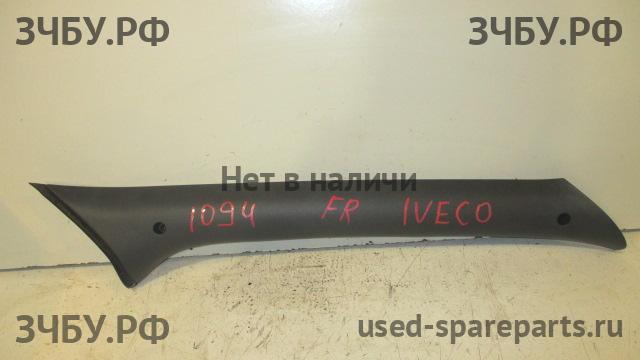 ЗЧБУ.РФ ЗЧБУ.РФ
Нет в наличи
1094 FR IVECO
ЗЧБУ.РФ used-spareparts.ru